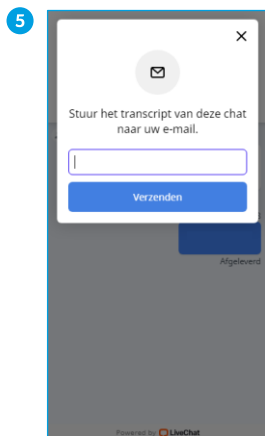 5
Stuur het transcript van deze chat
naar uw e-mail.
Verzenden
Afgeleverd
Powered by LiveChat